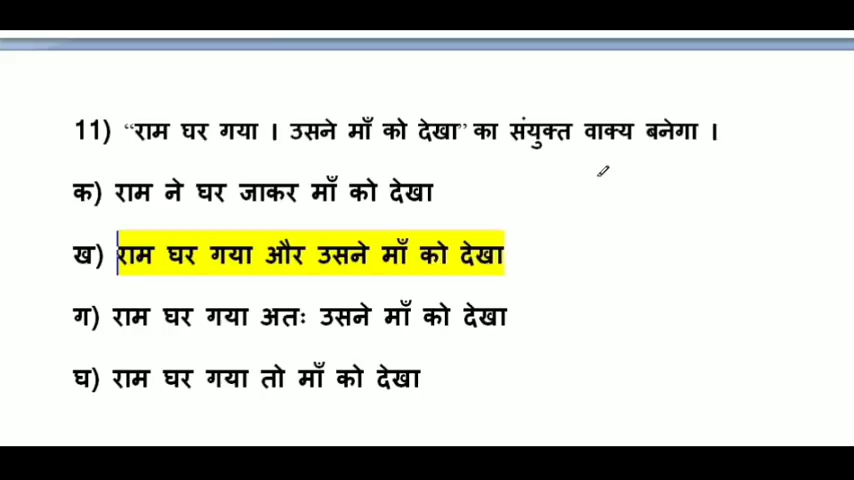 11) “राम घर गया । उसने माँ को देखा” का संयुक्त वाक्य बनेगा ।
क) राम ने घर जाकर माँ को देखा
ख) राम घर गया और उसने माँ को देखा
ग) राम घर गया अतः उसने माँ को देखा
घ) राम घर गया तो माँ को देखा